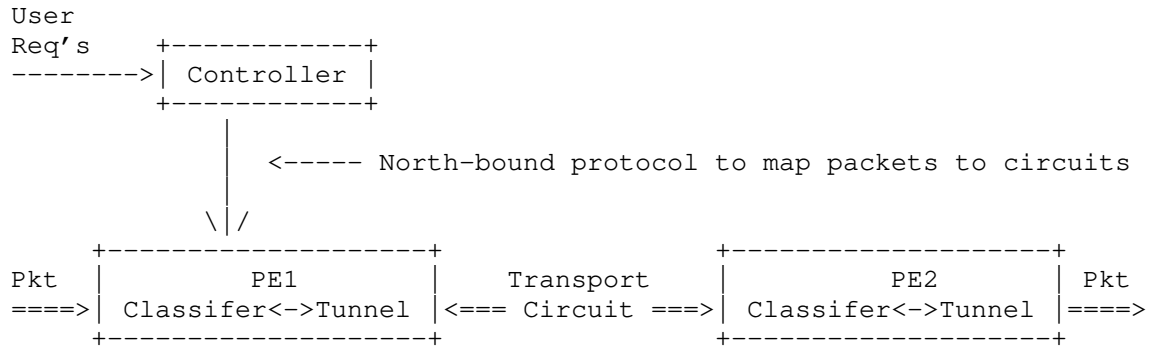 User
Req's
--------> Controller
<----- North-bound protocol to map packets to circuits
Pkt PE1 Transport PE2 Pkt
====> Classifer<->Tunnel <=== Circuit ===> Classifer<->Tunnel ====>